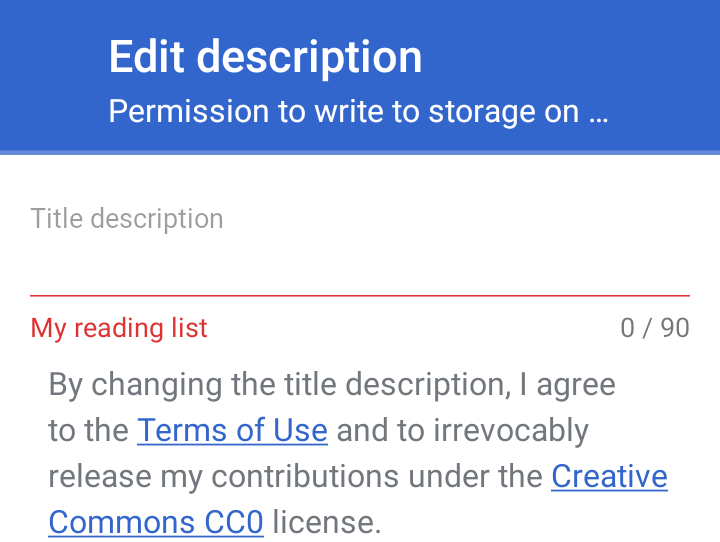 Edit description
Permission to write to storage on ...
Title description
My reading list
0 / 90
By changing the title description, I agree
to the Terms of Use and to irrevocably
release my contributions under the Creative
Commons CC0 license.